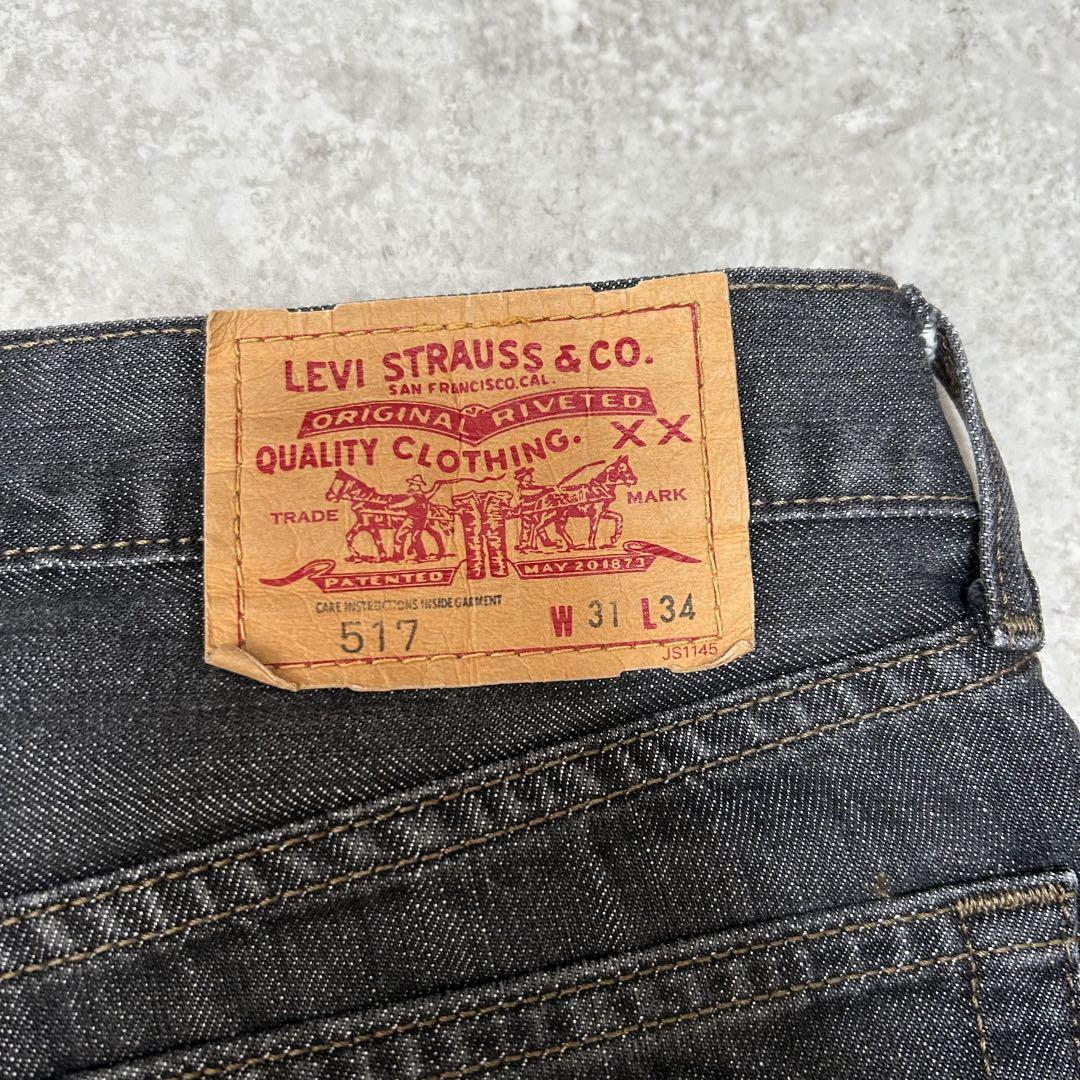 LEVI STRAUSS & CO.
SAN FRANCISCO, CAL.
ORIGINAL RIVETED
QUALITY CLOTHING. XX
TRADE MARK
PATENTED MAY 20 1873
CARE INSTRUCTIONS INSIDE GARMENT
517 W 31 L 34
JS1145